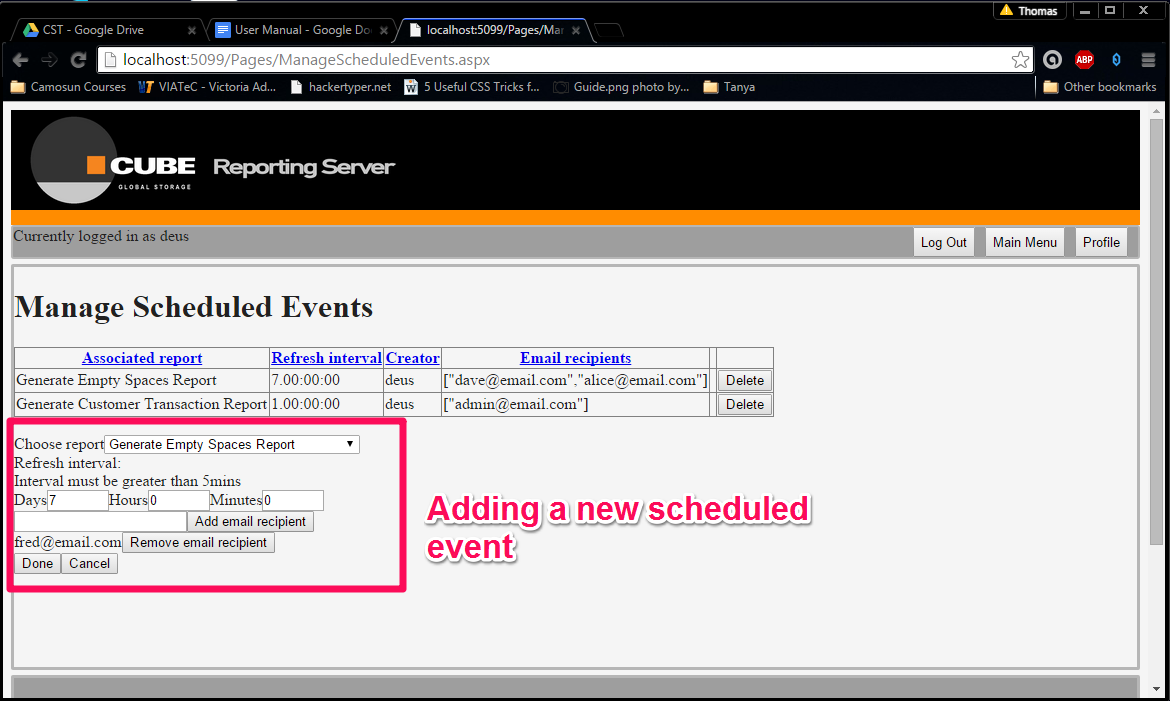 Thomas
CST - Google Drive
User Manual - Google Do
localhost:5099/Pages/Mar
localhost:5099/Pages/ManageScheduledEvents.aspx
ABP
Camosun Courses
VIATeC - Victoria Ad...
hackertyper.net
5 Useful CSS Tricks f...
Guide.png photo by...
Tanya
Other bookmarks
CUBE
GLOBAL STORAGE
Reporting Server
Currently logged in as deus
Log Out
Main Menu
Profile
Manage Scheduled Events
Associated report Refresh interval Creator Email recipients
Generate Empty Spaces Report 7.00:00:00 deus ["dave@email.com","alice@email.com"] Delete
Generate Customer Transaction Report 1.00:00:00 deus ["admin@email.com"] Delete
Choose report Generate Empty Spaces Report
Refresh interval:
Interval must be greater than 5mins
Days 7 Hours 0 Minutes 0
Add email recipient
fred@email.com Remove email recipient
Done Cancel
Adding a new scheduled
event